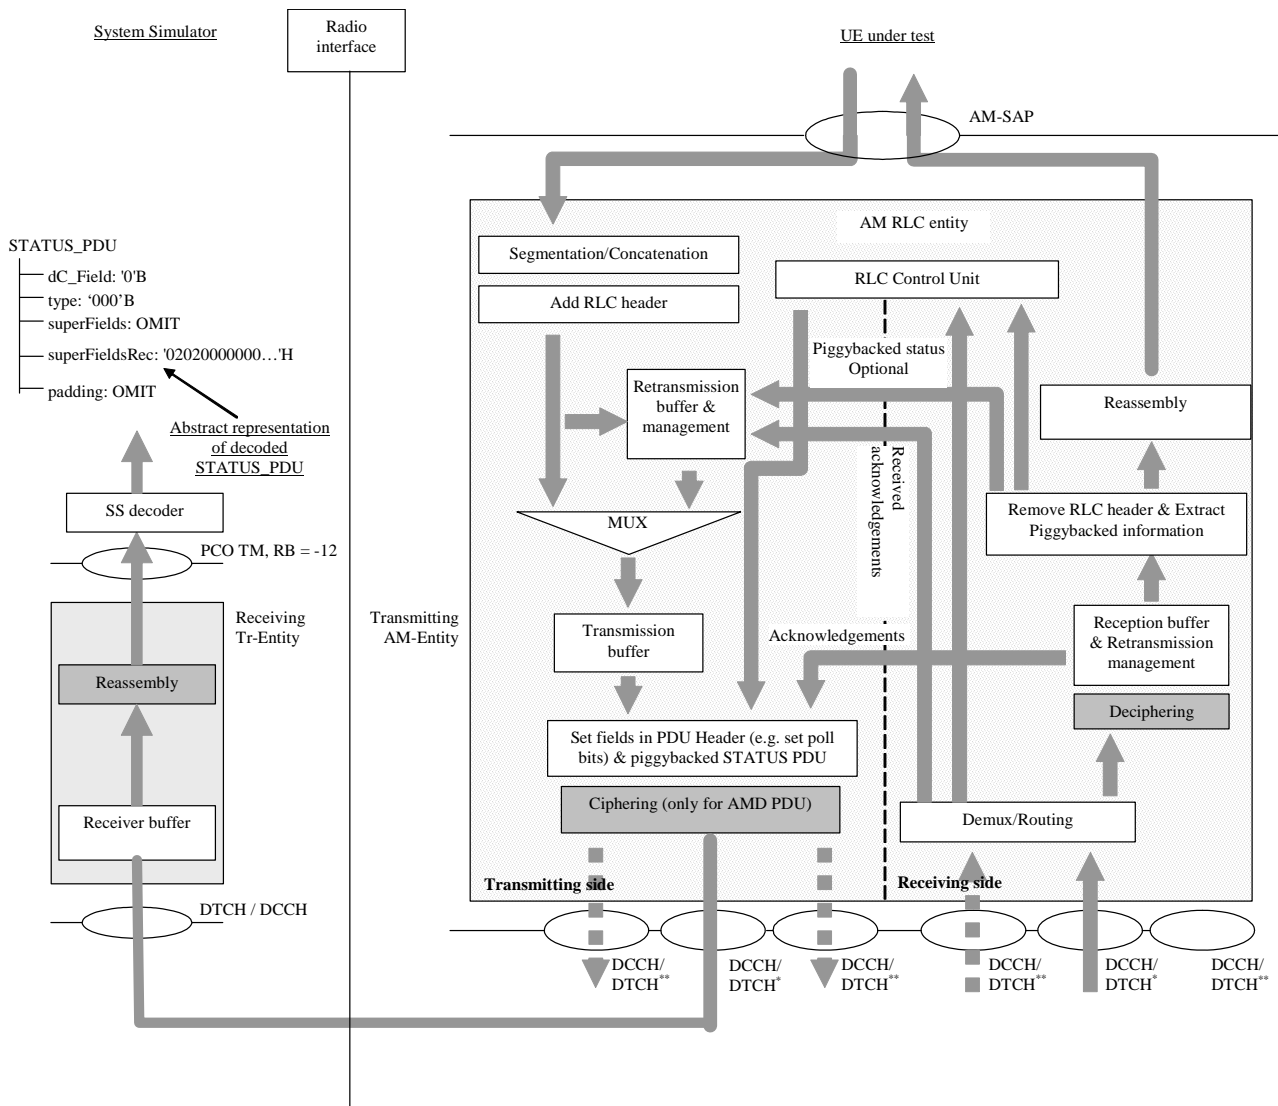 System Simulator
Radio
interface
UE under test
AM-SAP
AM RLC entity
STATUS_PDU
dC_Field: '0'B
type: ‘000’B
superFields: OMIT
superFieldsRec: '02020000000…'H
padding: OMIT
Abstract representation
of decoded
STATUS_PDU
SS decoder
PCO TM, RB = -12
Receiving
Tr-Entity
Reassembly
Receiver buffer
DTCH / DCCH
Transmitting
AM-Entity
Segmentation/Concatenation
Add RLC header
RLC Control Unit
Piggybacked status
Optional
Retransmission
buffer &
management
Reassembly
Received
acknowledgements
MUX
Remove RLC header & Extract
Piggybacked information
Transmission
buffer
Acknowledgements
Reception buffer
& Retransmission
management
Deciphering
Set fields in PDU Header (e.g. set poll
bits) & piggybacked STATUS PDU
Ciphering (only for AMD PDU)
Demux/Routing
Transmitting side
Receiving side
DCCH/
DTCH**
DCCH/
DTCH*
DCCH/
DTCH**
DCCH/
DTCH**
DCCH/
DTCH*
DCCH/
DTCH**